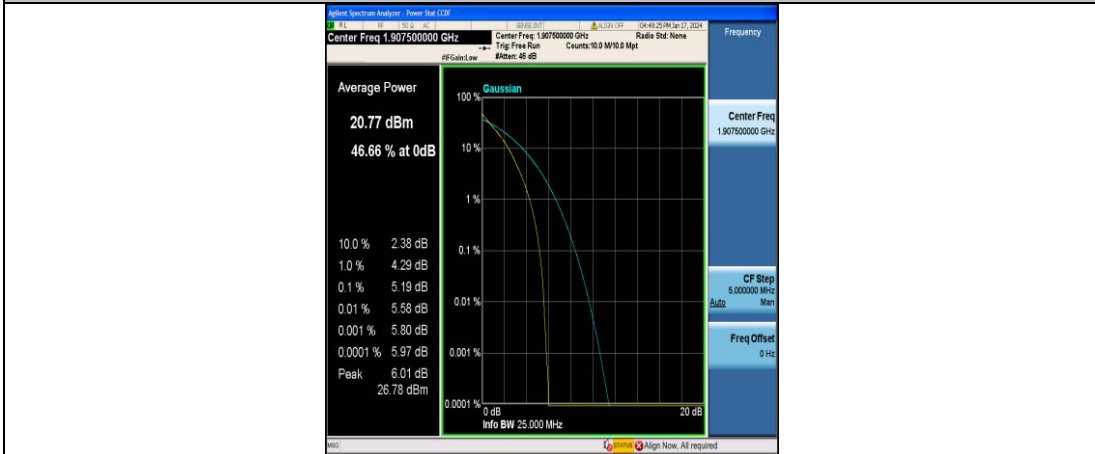 Agilent Spectrum Analyzer - Power Stat CCDF
RL RF 50 Ω AC SENSE:INT ALIGN OFF 04:49:25 PM Jan 17, 2024
Center Freq 1.907500000 GHz
Center Freq: 1.907500000 GHz Radio Std: None
Trig: Free Run Counts:10.0 M/10.0 Mpt
#IFGain:Low #Atten: 46 dB
Frequency
Average Power
20.77 dBm
46.66 % at 0dB
10.0 % 2.38 dB
1.0 % 4.29 dB
0.1 % 5.19 dB
0.01 % 5.58 dB
0.001 % 5.80 dB
0.0001 % 5.97 dB
Peak 6.01 dB
26.78 dBm
Gaussian
100 %
10 %
1 %
0.1 %
0.01 %
0.001 %
0.0001 %
0 dB 20 dB
Info BW 25.000 MHz
Center Freq
1.907500000 GHz
CF Step
5.000000 MHz
Auto Man
Freq Offset
0 Hz
MSG STATUS Align Now, All required